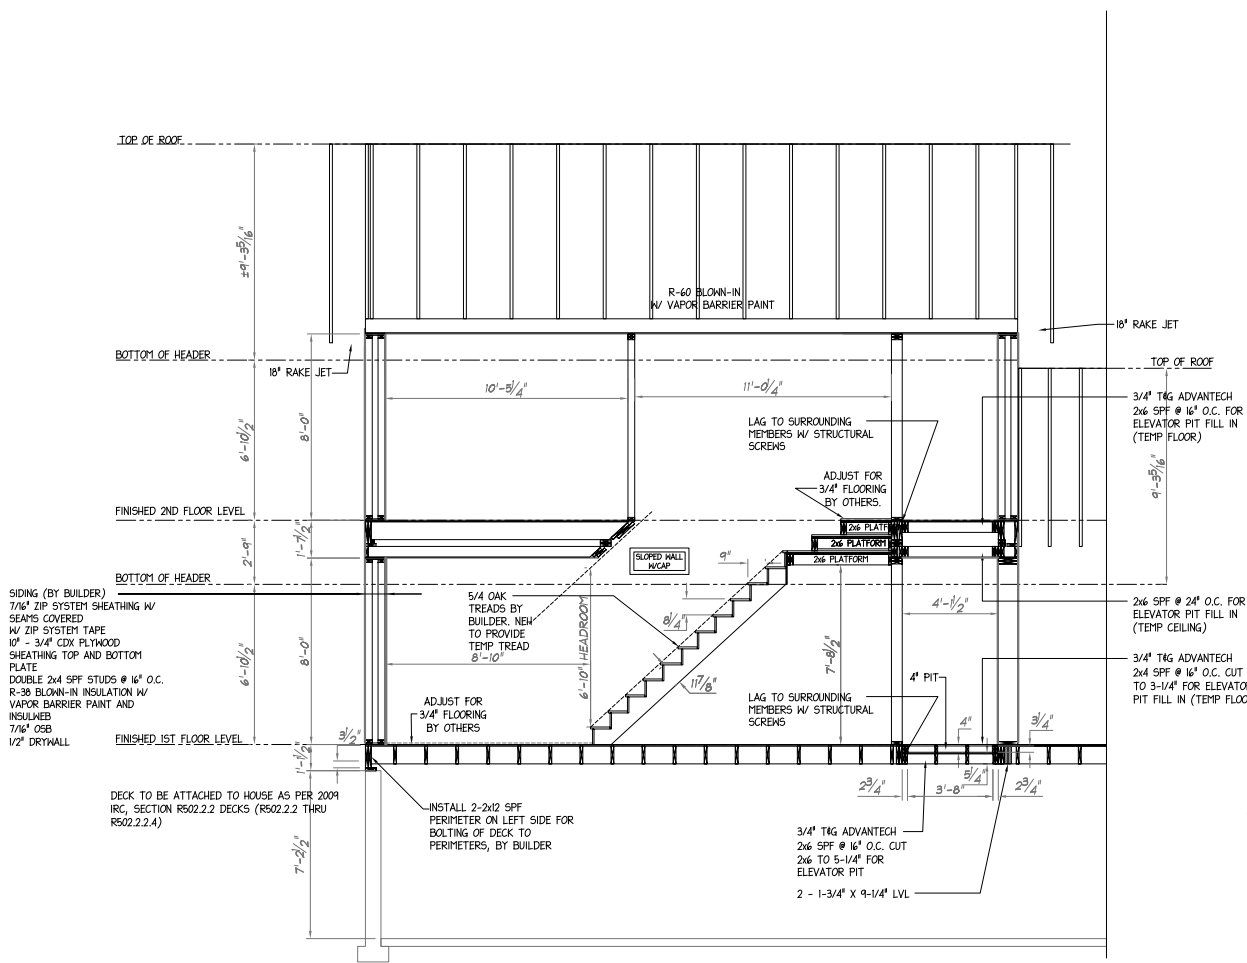 TOP OF ROOF
±9'-3 5/16"
R-60 BLOWN-IN
W/ VAPOR BARRIER PAINT
18" RAKE JET
BOTTOM OF HEADER
TOP OF ROOF
18" RAKE JET
10'-5 1/4"
11'-0 1/4"
3/4" T&G ADVANTECH
2x6 SPF @ 16" O.C. FOR
ELEVATOR PIT FILL IN
(TEMP FLOOR)
6'-10 1/2"
8'-0"
LAG TO SURROUNDING
MEMBERS W/ STRUCTURAL
SCREWS
9'-3 5/16"
ADJUST FOR
3/4" FLOORING
BY OTHERS.
FINISHED 2ND FLOOR LEVEL
2x6 PLATF
2x6 PLATFORM
2x6 PLATFORM
2'-9"
1'-7 1/2"
SLOPED WALL
W/CAP
9"
BOTTOM OF HEADER
SIDING (BY BUILDER)
7/16" ZIP SYSTEM SHEATHING W/
SEAMS COVERED
W/ ZIP SYSTEM TAPE
10" - 3/4" CDX PLYWOOD
SHEATHING TOP AND BOTTOM
PLATE
DOUBLE 2x4 SPF STUDS @ 16" O.C.
R-38 BLOWN-IN INSULATION W/
VAPOR BARRIER PAINT AND
INSULWEB
7/16" OSB
1/2" DRYWALL
6'-10 1/2"
8'-0"
5/4 OAK
TREADS BY
BUILDER. NEH
TO PROVIDE
TEMP TREAD
8'-10"
6'-10" HEADROOM
8 1/4"
11 7/8"
7'-8 1/2"
4'-1 1/2"
2x6 SPF @ 24" O.C. FOR
ELEVATOR PIT FILL IN
(TEMP CEILING)
3/4" T&G ADVANTECH
2x4 SPF @ 16" O.C. CUT
TO 3-1/4" FOR ELEVATO
PIT FILL IN (TEMP FLOO
4" PIT
LAG TO SURROUNDING
MEMBERS W/ STRUCTURAL
SCREWS
ADJUST FOR
3/4" FLOORING
BY OTHERS
FINISHED 1ST FLOOR LEVEL
3 1/2"
1'-1 1/2"
4"
3 1/4"
5 1/4"
2 3/4"
3'-8"
2 3/4"
DECK TO BE ATTACHED TO HOUSE AS PER 2009
IRC, SECTION R502.2.2 DECKS (R502.2.2 THRU
R502.2.2.4)
INSTALL 2-2x12 SPF
PERIMETER ON LEFT SIDE FOR
BOLTING OF DECK TO
PERIMETERS, BY BUILDER
7'-2 1/2"
3/4" T&G ADVANTECH
2x6 SPF @ 16" O.C. CUT
2x6 TO 5-1/4" FOR
ELEVATOR PIT
2 - 1-3/4" X 9-1/4" LVL